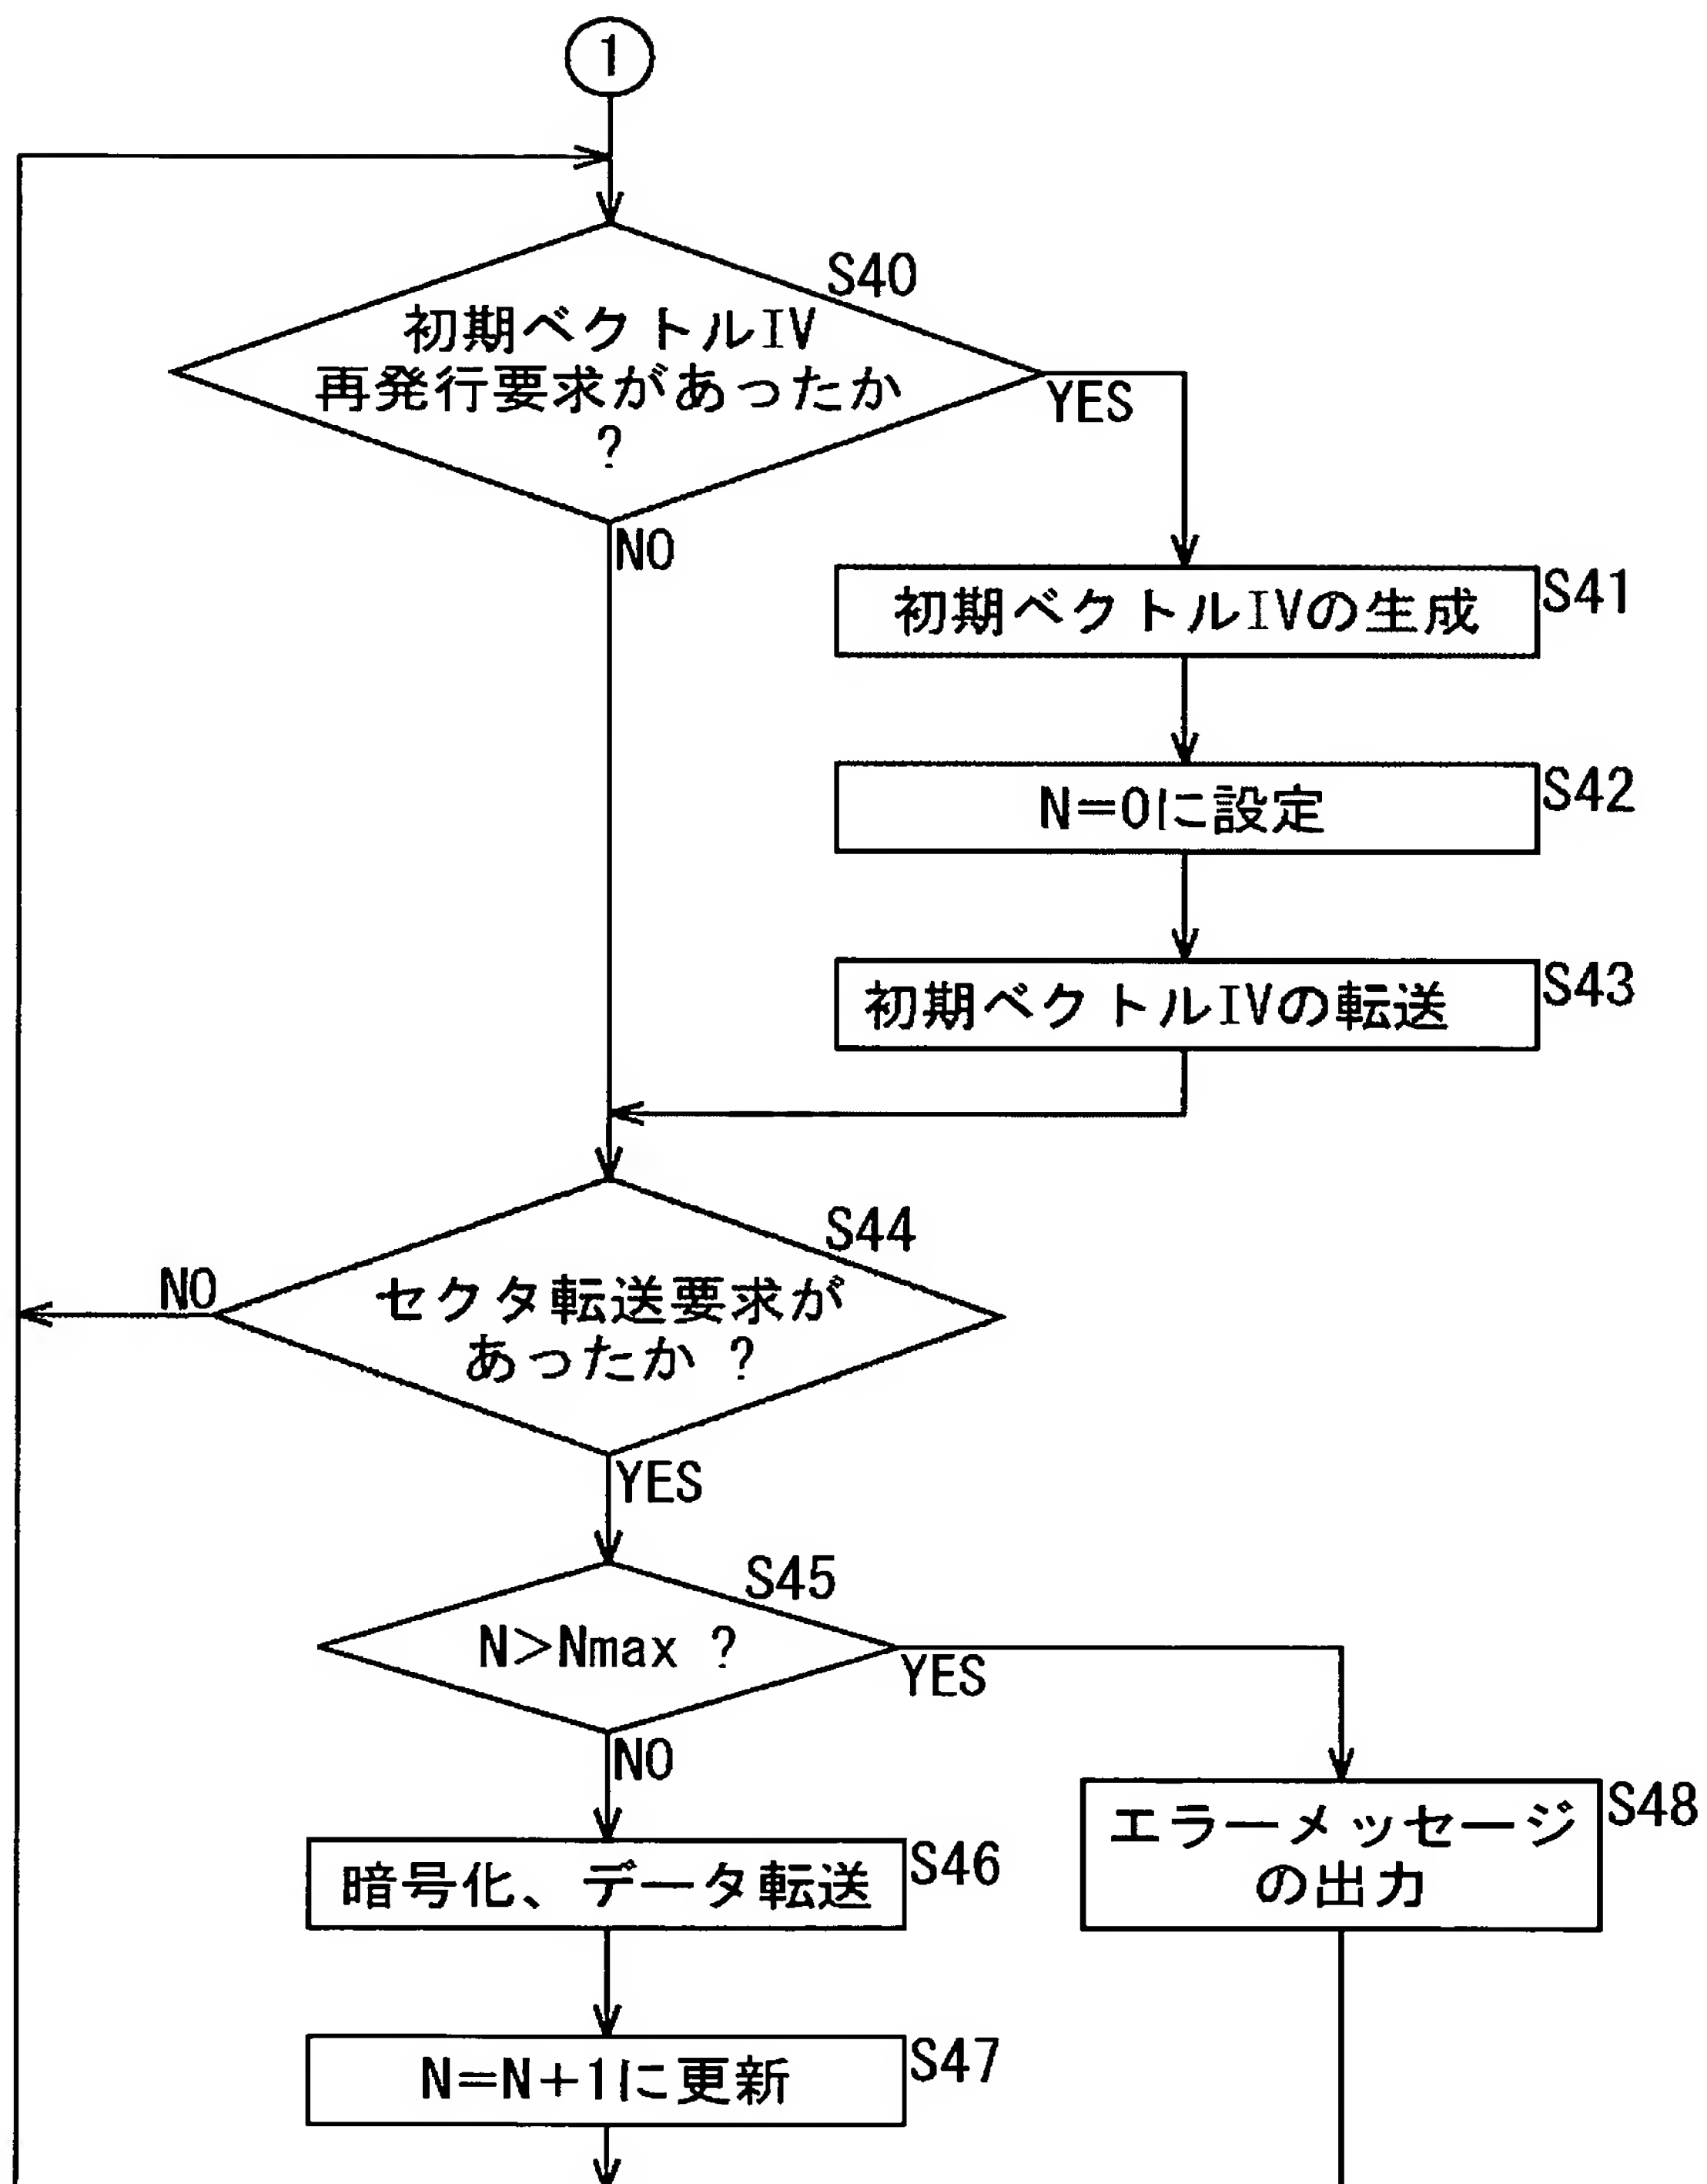 1
S40
初期ベクトルIV
再発行要求があったか
?
YES
NO
初期ベクトルIVの生成
S41
N=0に設定
S42
初期ベクトルIVの転送
S43
S44
NO
セクタ転送要求が
あったか ?
YES
S45
N>Nmax ?
YES
NO
エラーメッセージ
の出力
S48
暗号化、データ転送
S46
N=N+1に更新
S47